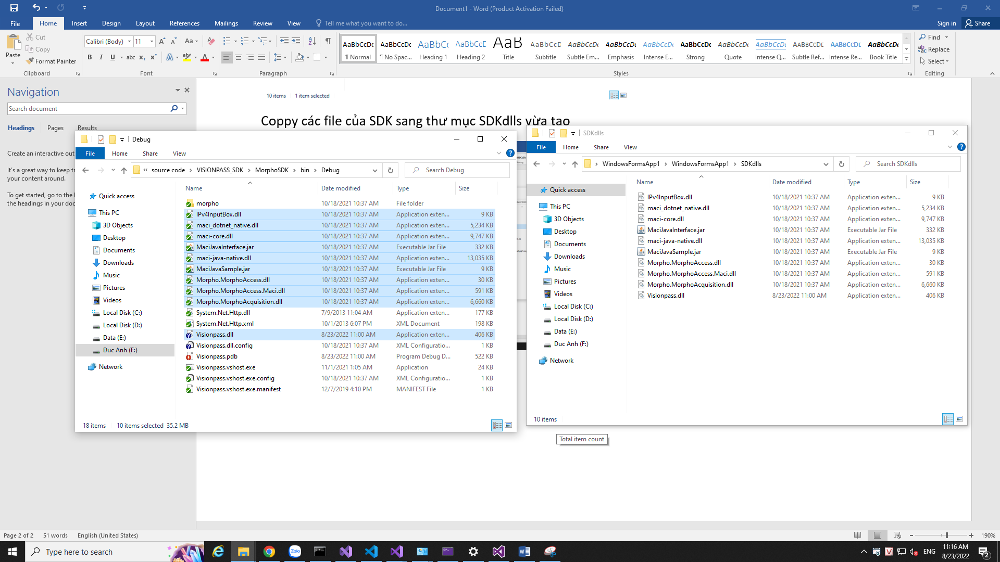 Document1 - Word (Product Activation Failed)
File Home Insert Design Layout References Mailings Review View Tell me what you want to do... Sign in Share
Paste
Cut
Copy
Format Painter
Clipboard
Calibri (Body) 11
Font
Paragraph
AaBbCcDc AaBbCcDc AaBbCc AaBbCcD AaB AaBbCcD AaBbCcDc AaBbCcDc AaBbCcDc AaBbCcDc AaBbCcDc AaBbCcDc AABBCCDD AABBCCDD AaBbCcDc
¶ Normal ¶ No Spac... Heading 1 Heading 2 Title Subtitle Subtle Em... Emphasis Intense E... Strong Quote Intense Q... Subtle Ref... Intense Re... Book Title
Styles
Find
Replace
Select
Editing
Navigation
Search document
Headings Pages Results
Create an interactive out
It's a great way to keep tr
your content around.
To get started, go to the
the headings in your doc
10 items 1 item selected
Coppy các file của SDK sang thư mục SDKdlls vừa tạo
Debug
File Home Share View
« source code > VISIONPASS_SDK > MorphoSDK > bin > Debug
Search Debug
Quick access
This PC
3D Objects
Desktop
Documents
Downloads
Music
Pictures
Videos
Local Disk (C:)
Local Disk (D:)
Data (E:)
Duc Anh (F:)
Network
Name Date modified Type Size
morpho 10/18/2021 10:37 AM File folder
IPv4InputBox.dll 10/18/2021 10:37 AM Application exten... 9 KB
maci_dotnet_native.dll 10/18/2021 10:37 AM Application exten... 5,234 KB
maci-core.dll 10/18/2021 10:37 AM Application exten... 9,747 KB
MaciJavaInterface.jar 10/18/2021 10:37 AM Executable Jar File 332 KB
maci-java-native.dll 10/18/2021 10:37 AM Application exten... 13,035 KB
MaciJavaSample.jar 10/18/2021 10:37 AM Executable Jar File 9 KB
Morpho.MorphoAccess.dll 10/18/2021 10:37 AM Application exten... 30 KB
Morpho.MorphoAccess.Maci.dll 10/18/2021 10:37 AM Application exten... 591 KB
Morpho.MorphoAcquisition.dll 10/18/2021 10:37 AM Application exten... 6,660 KB
System.Net.Http.dll 7/9/2013 11:04 AM Application exten... 177 KB
System.Net.Http.xml 10/1/2013 6:07 PM XML Document 198 KB
Visionpass.dll 8/23/2022 11:00 AM Application exten... 406 KB
Visionpass.dll.config 10/18/2021 10:37 AM XML Configuratio... 1 KB
Visionpass.pdb 8/23/2022 11:00 AM Program Debug D... 522 KB
Visionpass.vshost.exe 11/1/2021 1:05 AM Application 24 KB
Visionpass.vshost.exe.config 10/18/2021 10:37 AM XML Configuratio... 1 KB
Visionpass.vshost.exe.manifest 12/7/2019 4:10 PM MANIFEST File 1 KB
18 items 10 items selected 35.2 MB
SDKdlls
File Home Share View
> WindowsFormsApp1 > WindowsFormsApp1 > SDKdlls
Search SDKdlls
Quick access
This PC
3D Objects
Desktop
Documents
Downloads
Music
Pictures
Videos
Local Disk (C:)
Local Disk (D:)
Data (E:)
Duc Anh (F:)
Network
Name Date modified Type Size
IPv4InputBox.dll 10/18/2021 10:37 AM Application exten... 9 KB
maci_dotnet_native.dll 10/18/2021 10:37 AM Application exten... 5,234 KB
maci-core.dll 10/18/2021 10:37 AM Application exten... 9,747 KB
MaciJavaInterface.jar 10/18/2021 10:37 AM Executable Jar File 332 KB
maci-java-native.dll 10/18/2021 10:37 AM Application exten... 13,035 KB
MaciJavaSample.jar 10/18/2021 10:37 AM Executable Jar File 9 KB
Morpho.MorphoAccess.dll 10/18/2021 10:37 AM Application exten... 30 KB
Morpho.MorphoAccess.Maci.dll 10/18/2021 10:37 AM Application exten... 591 KB
Morpho.MorphoAcquisition.dll 10/18/2021 10:37 AM Application exten... 6,660 KB
Visionpass.dll 8/23/2022 11:00 AM Application exten... 406 KB
10 items
Total item count
Page 2 of 2 51 words English (United States) 190%
Type here to search
Zalo
ENG
11:16 AM
8/23/2022
2